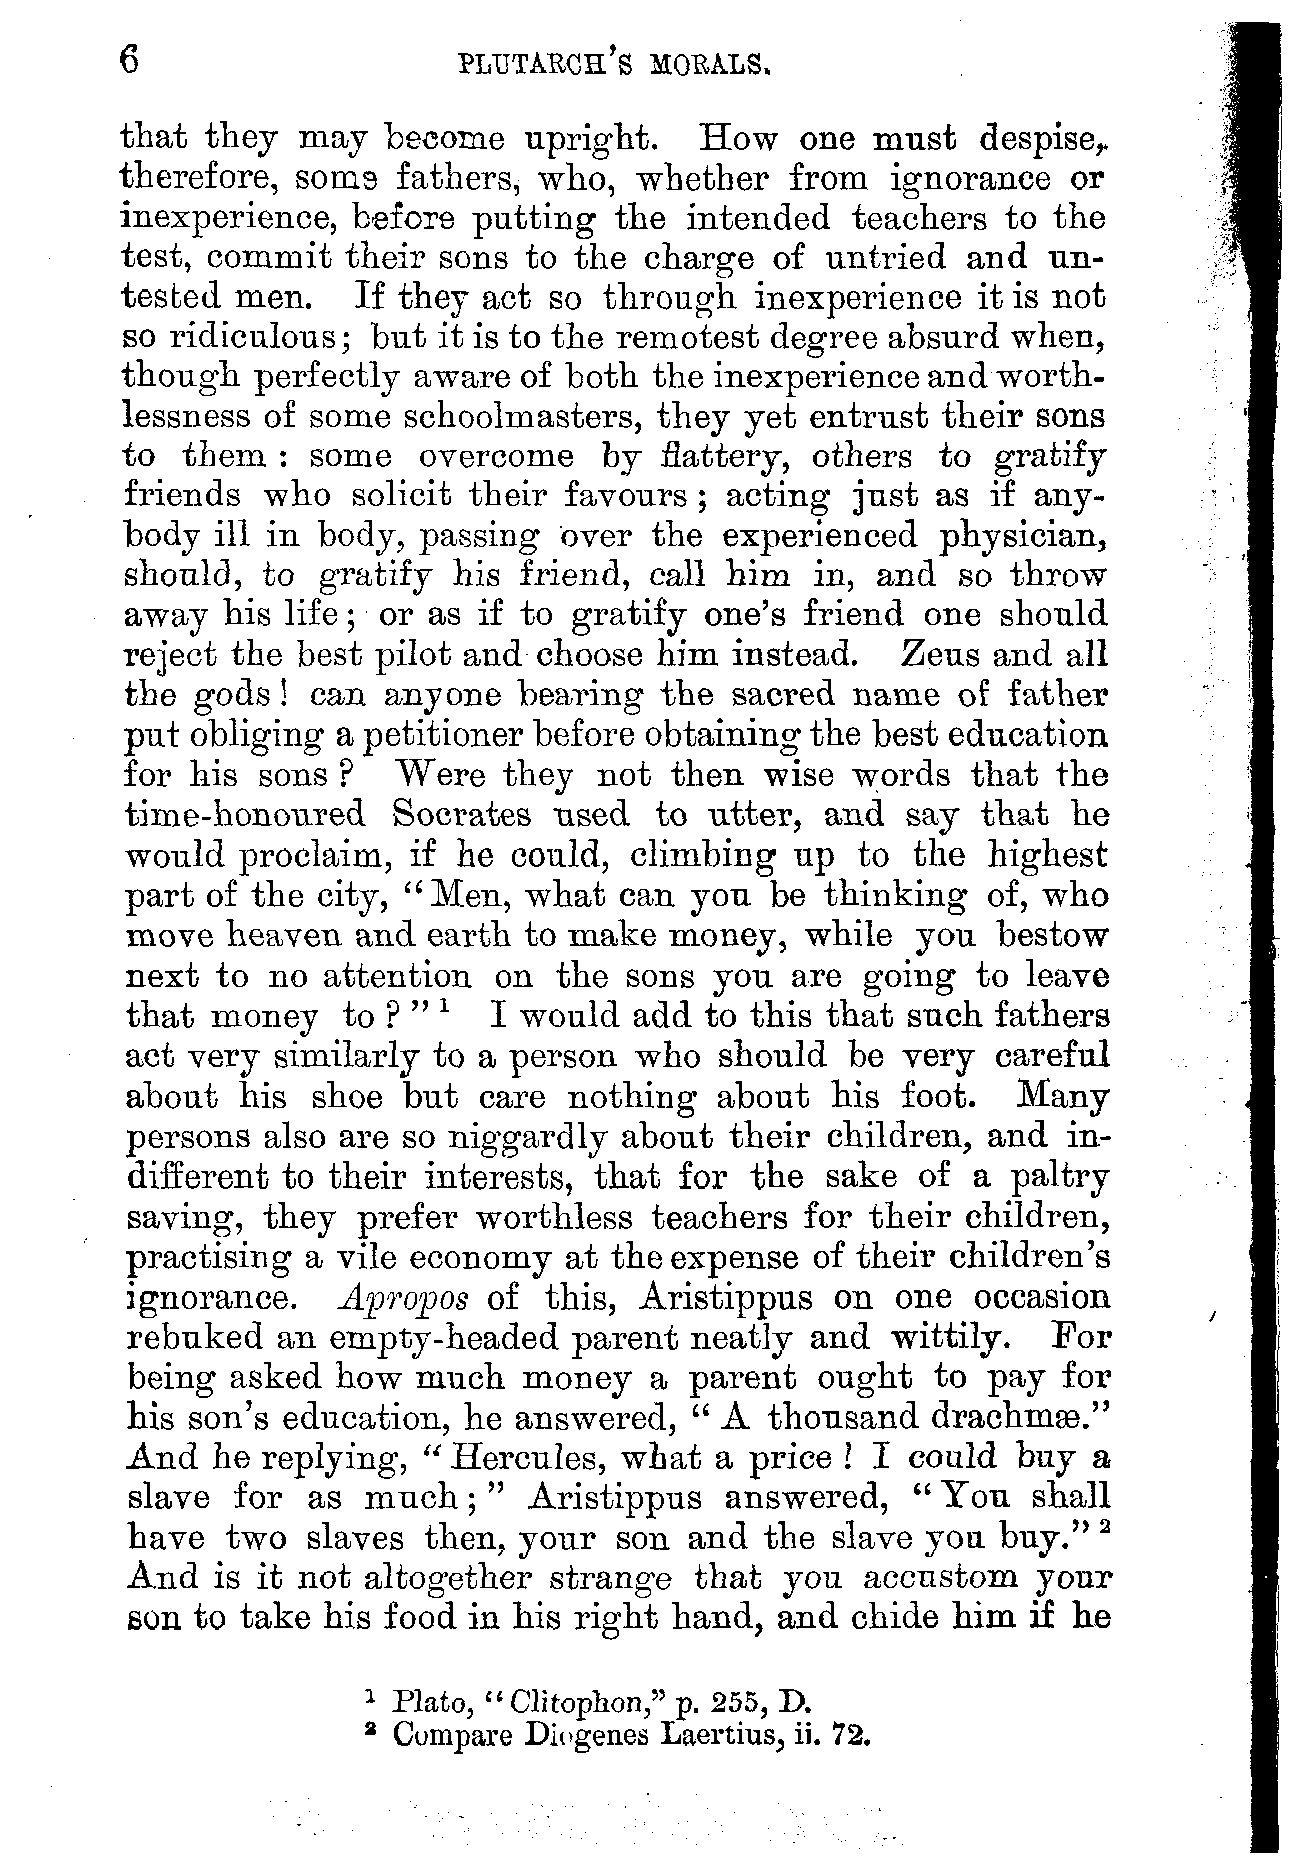 6 PLUTARCH'S MORALS.
that they may become upright. How one must despise,
therefore, some fathers, who, whether from ignorance or
inexperience, before putting the intended teachers to the
test, commit their sons to the charge of untried and un-
tested men. If they act so through inexperience it is not
so ridiculous; but it is to the remotest degree absurd when,
though perfectly aware of both the inexperience and worth-
lessness of some schoolmasters, they yet entrust their sons
to them : some overcome by flattery, others to gratify
friends who solicit their favours ; acting just as if any-
body ill in body, passing over the experienced physician,
should, to gratify his friend, call him in, and so throw
away his life ; or as if to gratify one's friend one should
reject the best pilot and choose him instead. Zeus and all
the gods ! can anyone bearing the sacred name of father
put obliging a petitioner before obtaining the best education
for his sons ? Were they not then wise words that the
time-honoured Socrates used to utter, and say that he
would proclaim, if he could, climbing up to the highest
part of the city, "Men, what can you be thinking of, who
move heaven and earth to make money, while you bestow
next to no attention on the sons you are going to leave
that money to ? " ¹ I would add to this that such fathers
act very similarly to a person who should be very careful
about his shoe but care nothing about his foot. Many
persons also are so niggardly about their children, and in-
different to their interests, that for the sake of a paltry
saving, they prefer worthless teachers for their children,
practising a vile economy at the expense of their children's
ignorance. Apropos of this, Aristippus on one occasion
rebuked an empty-headed parent neatly and wittily. For
being asked how much money a parent ought to pay for
his son's education, he answered, " A thousand drachmæ."
And he replying, " Hercules, what a price ! I could buy a
slave for as much ; " Aristippus answered, " You shall
have two slaves then, your son and the slave you buy." ²
And is it not altogether strange that you accustom your
son to take his food in his right hand, and chide him if he
¹ Plato, "Clitophon," p. 255, D.
² Compare Diogenes Laertius, ii. 72.